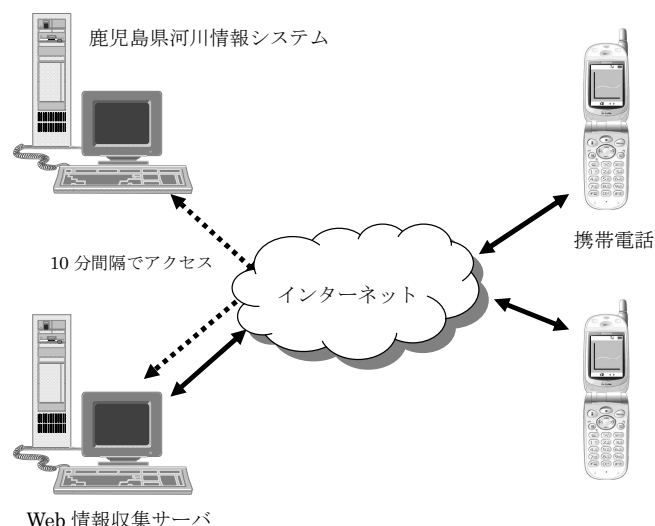 鹿児島県河川情報システム
携帯電話
10 分間隔でアクセス
インターネット
Web 情報収集サーバ